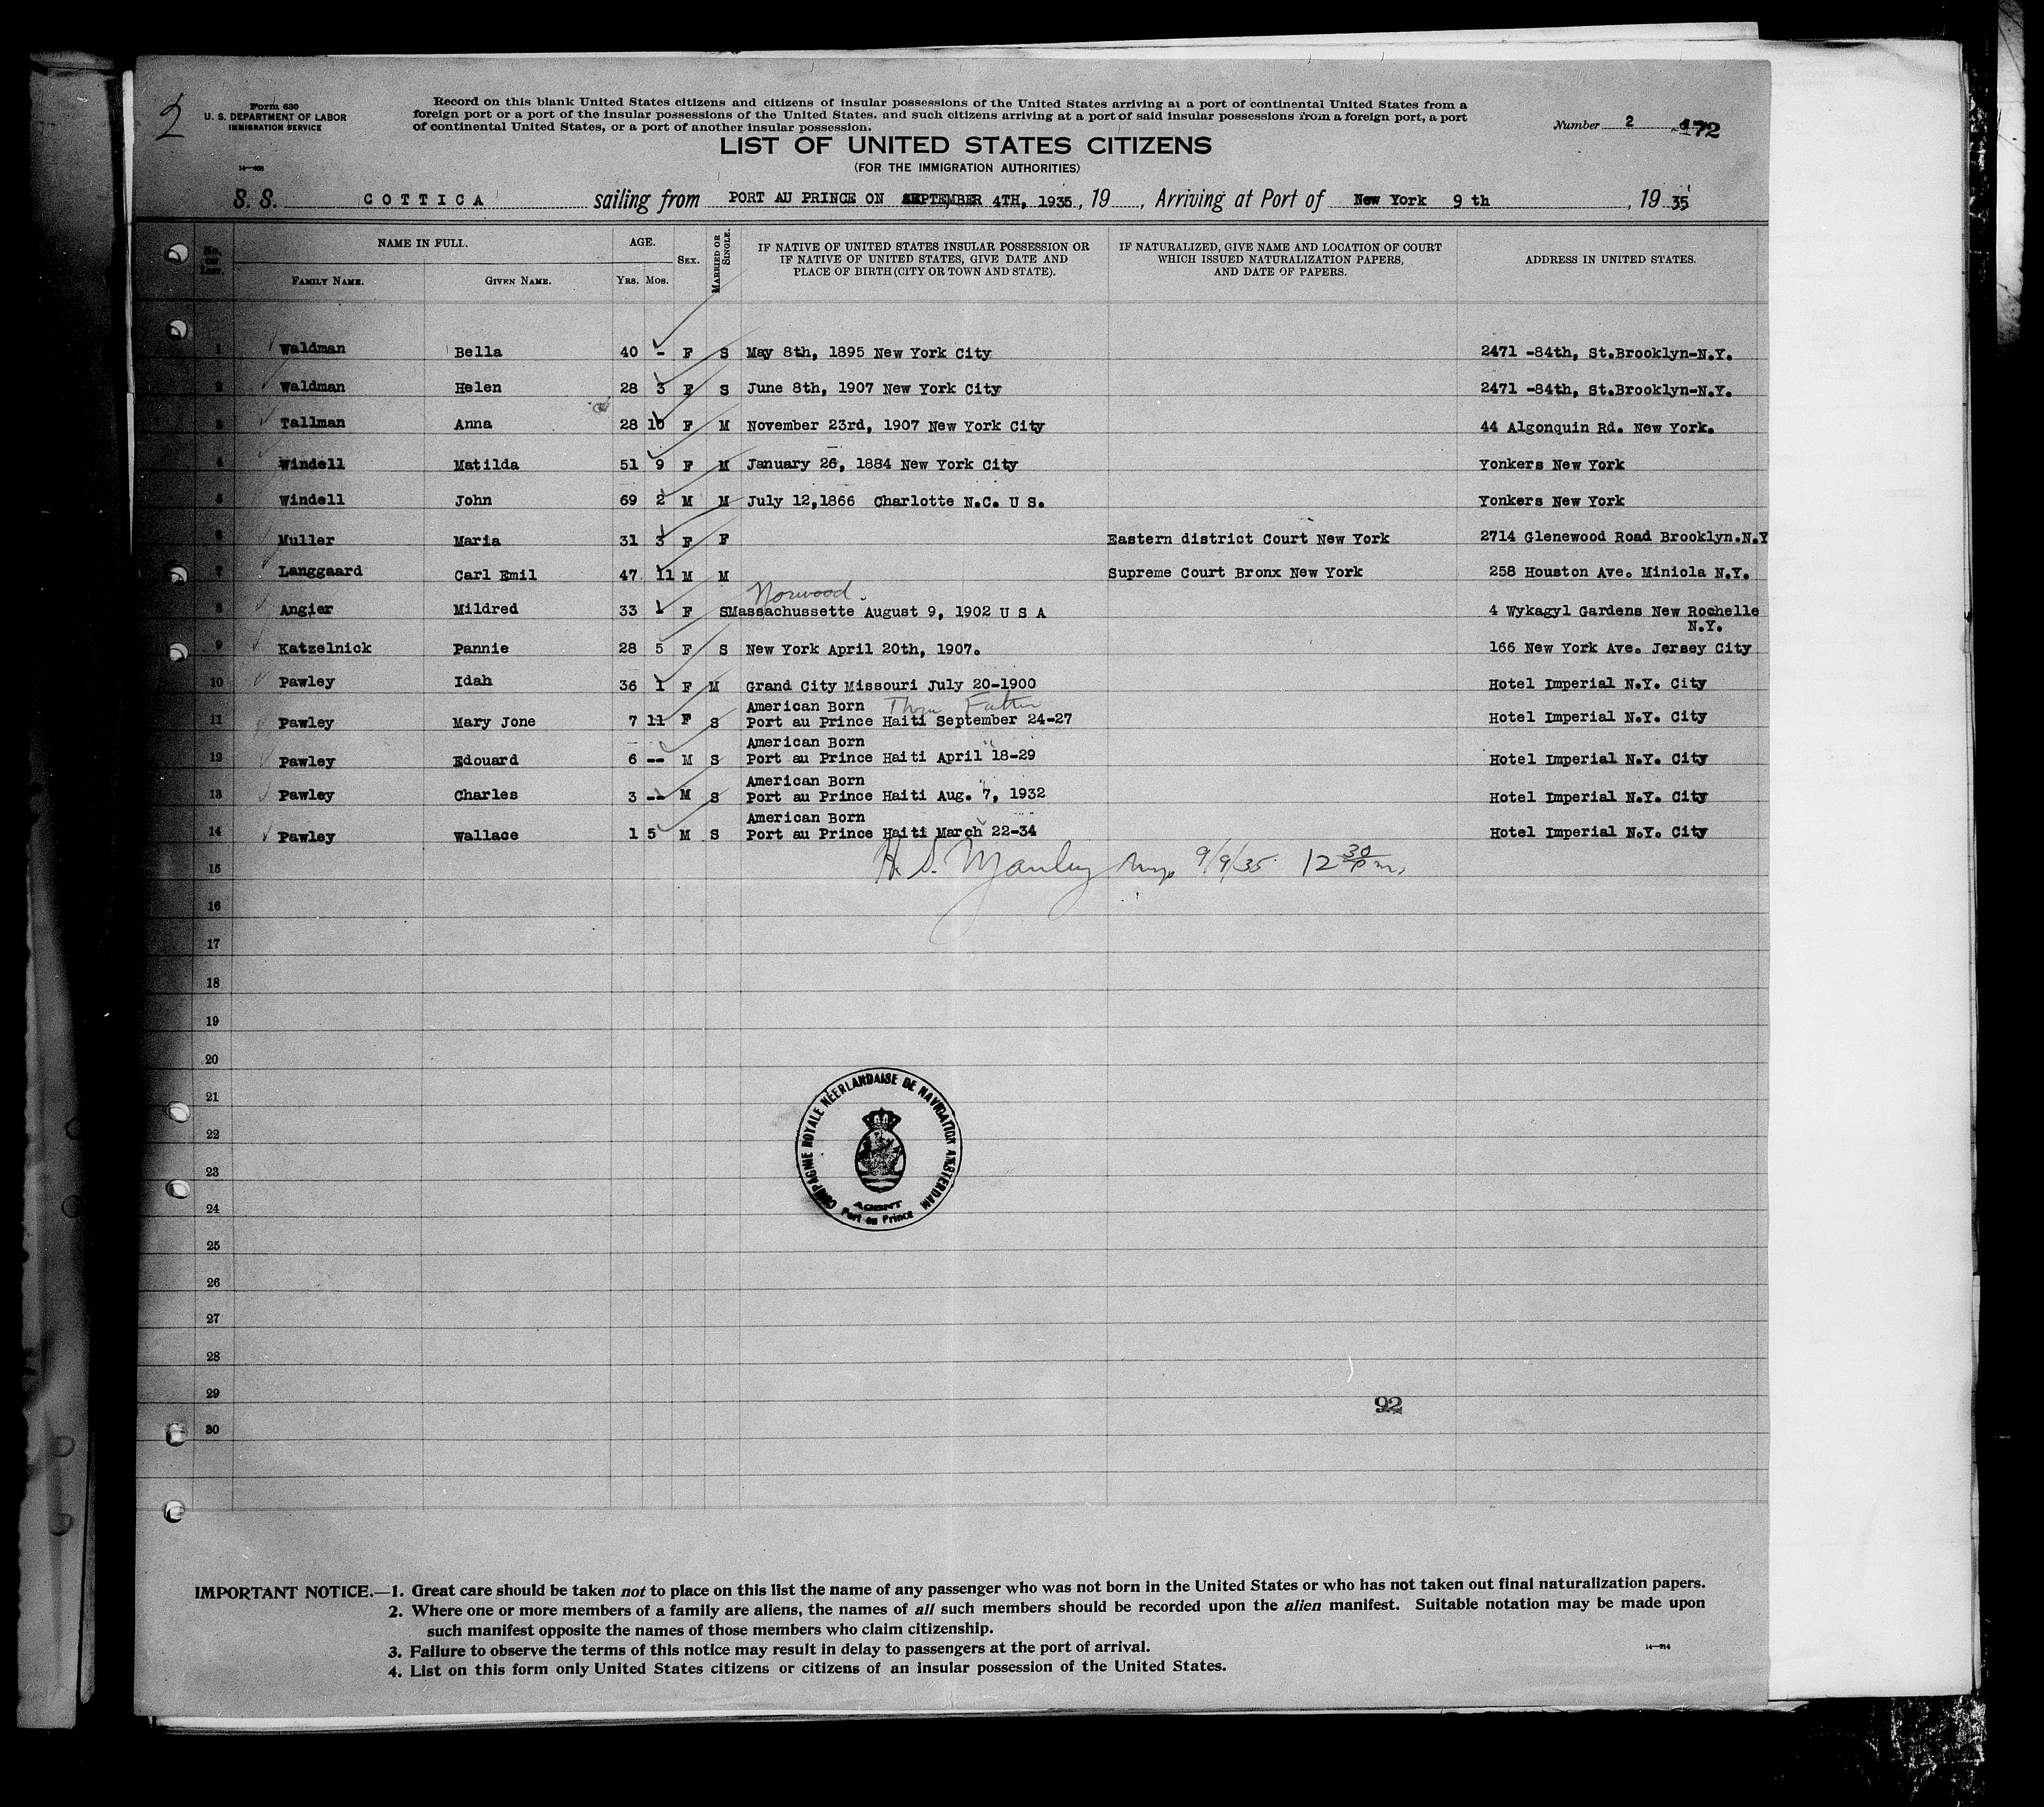 2
Form 630
U. S. DEPARTMENT OF LABOR
IMMIGRATION SERVICE
Record on this blank United States citizens and citizens of insular possessions of the United States arriving at a port of continental United States from a
foreign port or a port of the insular possessions of the United States. and such citizens arriving at a port of said insular possessions from a foreign port, a port
of continental United States, or a port of another insular possession.
Number 2 172
LIST OF UNITED STATES CITIZENS
(FOR THE IMMIGRATION AUTHORITIES)
S. S. COTTICA sailing from PORT AU PRINCE ON SEPTEMBER 4TH, 1935, 19 , Arriving at Port of New York 9 th , 19 35
No. on List. NAME IN FULL. AGE. SEX. MARRIED OR SINGLE. IF NATIVE OF UNITED STATES INSULAR POSSESSION OR IF NATIVE OF UNITED STATES, GIVE DATE AND PLACE OF BIRTH (CITY OR TOWN AND STATE). IF NATURALIZED, GIVE NAME AND LOCATION OF COURT WHICH ISSUED NATURALIZATION PAPERS, AND DATE OF PAPERS. ADDRESS IN UNITED STATES.
FAMILY NAME. GIVEN NAME. YRS. MOS.
1 Waldman Bella 40 - F S May 8th, 1895 New York City 2471 -84th, St.Brooklyn-N.Y.
2 Waldman Helen 28 3 F S June 8th, 1907 New York City 2471 -84th, St.Brooklyn-N.Y.
3 Tallman Anna 28 10 F M November 23rd, 1907 New York City 44 Algonquin Rd. New York.
4 Windell Matilda 51 9 F M January 26, 1884 New York City Yonkers New York
5 Windell John 69 2 M M July 12,1866 Charlotte N.C. U S. Yonkers New York
6 Muller Maria 31 3 F F Eastern district Court New York 2714 Glenewood Road Brooklyn.N.Y
7 Langgaard Carl Emil 47 11 M M Supreme Court Bronx New York 258 Houston Ave. Miniola N.Y.
Norwood.
8 Angier Mildred 33 1 F S Massachussette August 9, 1902 U S A 4 Wykagyl Gardens New Rochelle
N.Y.
9 Katzelnick Pannie 28 5 F S New York April 20th, 1907. 166 New York Ave. Jersey City
10 Pawley Idah 36 1 F M Grand City Missouri July 20-1900 Hotel Imperial N.Y. City
American Born Thru Father
11 Pawley Mary Jone 7 11 F S Port au Prince Haiti September 24-27 Hotel Imperial N.Y. City
American Born "
12 Pawley Edouard 6 -- M S Port au Prince Haiti April 18-29 Hotel Imperial N.Y. City
American Born "
13 Pawley Charles 3 -- M S Port au Prince Haiti Aug. 7, 1932 Hotel Imperial N.Y. City
American Born
14 Pawley Wallace 1 5 M S Port au Prince Haiti March 22-34 Hotel Imperial N.Y. City
15 H. S. Manley 9/9/35 12 30 pm
16
17
18
19
20
21
22
23
24
25
26
27
28
29
30
COMPAGNIE ROYALE NÉERLANDAISE DE NAVIGATION AMSTERDAM
AGENT
Port au Prince
92
IMPORTANT NOTICE.—1. Great care should be taken not to place on this list the name of any passenger who was not born in the United States or who has not taken out final naturalization papers.
2. Where one or more members of a family are aliens, the names of all such members should be recorded upon the alien manifest. Suitable notation may be made upon
such manifest opposite the names of those members who claim citizenship.
3. Failure to observe the terms of this notice may result in delay to passengers at the port of arrival.
4. List on this form only United States citizens or citizens of an insular possession of the United States.
14—214